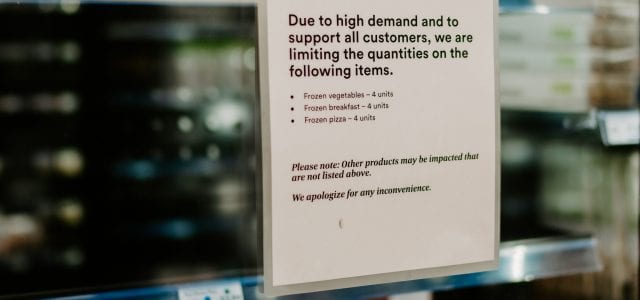 Due to high demand and to
support all customers, we are
limiting the quantities on the
following items.
• Frozen vegetables – 4 units
• Frozen breakfast – 4 units
• Frozen pizza – 4 units
Please note: Other products may be impacted that
are not listed above.
We apologize for any inconvenience.